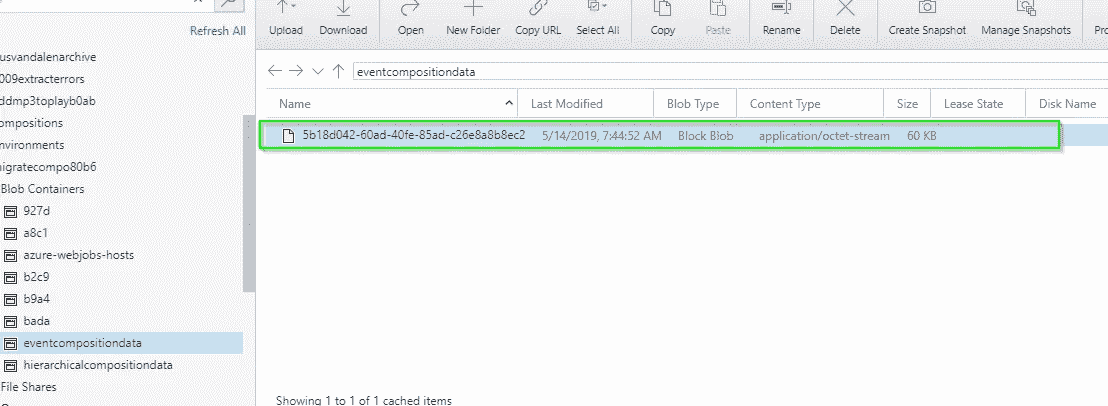 Refresh All
usvandalenarchive
009extracterrors
ddmp3toplayb0ab
ompositions
nvironments
nigratecompo80b6
Blob Containers
927d
a8c1
azure-webjobs-hosts
b2c9
b9a4
bada
eventcompositiondata
hierarchicalcompositiondata
File Shares
Upload Download Open New Folder Copy URL Select All Copy Paste Rename Delete Create Snapshot Manage Snapshots Pro
eventcompositiondata
Name Last Modified Blob Type Content Type Size Lease State Disk Name
5b18d042-60ad-40fe-85ad-c26e8a8b8ec2 5/14/2019, 7:44:52 AM Block Blob application/octet-stream 60 KB
Showing 1 to 1 of 1 cached items